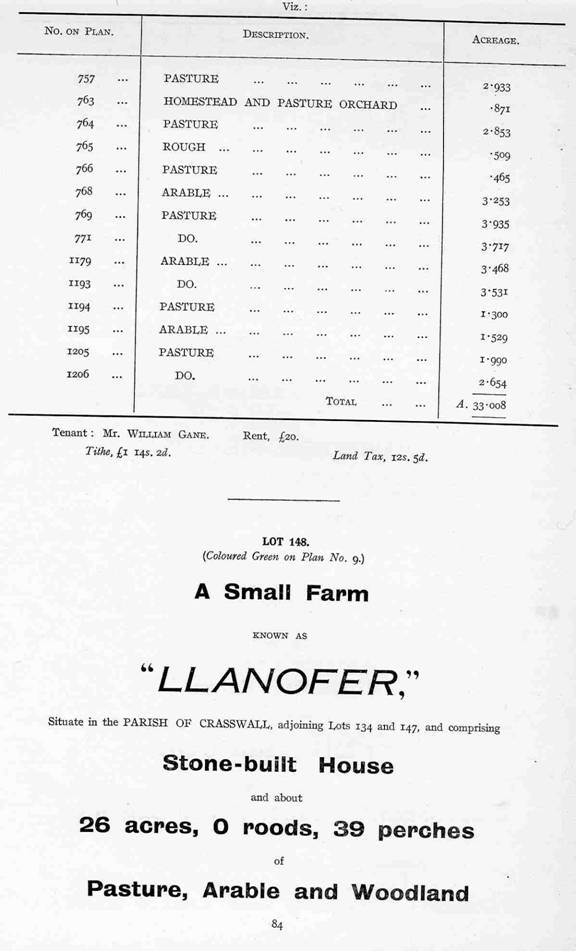 Viz. :
No. on Plan. Description. Acreage.
757 ... PASTURE ... ... ... ... ... ... 2·933
763 ... HOMESTEAD AND PASTURE ORCHARD ... ·871
764 ... PASTURE ... ... ... ... ... ... 2·853
765 ... ROUGH ... ... ... ... ... ... ·509
766 ... PASTURE ... ... ... ... ... ... ·465
768 ... ARABLE ... ... ... ... ... ... 3·253
769 ... PASTURE ... ... ... ... ... ... 3·935
771 ... DO. ... ... ... ... ... ... 3·717
1179 ... ARABLE ... ... ... ... ... ... 3·468
1193 ... DO. ... ... ... ... ... ... 3·531
1194 ... PASTURE ... ... ... ... ... ... 1·300
1195 ... ARABLE ... ... ... ... ... ... 1·529
1205 ... PASTURE ... ... ... ... ... ... 1·990
1206 ... DO. ... ... ... ... ... ... 2·654
Total ... ... A. 33·008
Tenant : Mr. William Gane. Rent, £20.
Tithe, £1 14s. 2d. Land Tax, 12s. 5d.
LOT 148.
(Coloured Green on Plan No. 9.)
A Small Farm
KNOWN AS
“LLANOFER,”
Situate in the PARISH OF CRASSWALL, adjoining Lots 134 and 147, and comprising
Stone-built House
and about
26 acres, 0 roods, 39 perches
of
Pasture, Arable and Woodland
84